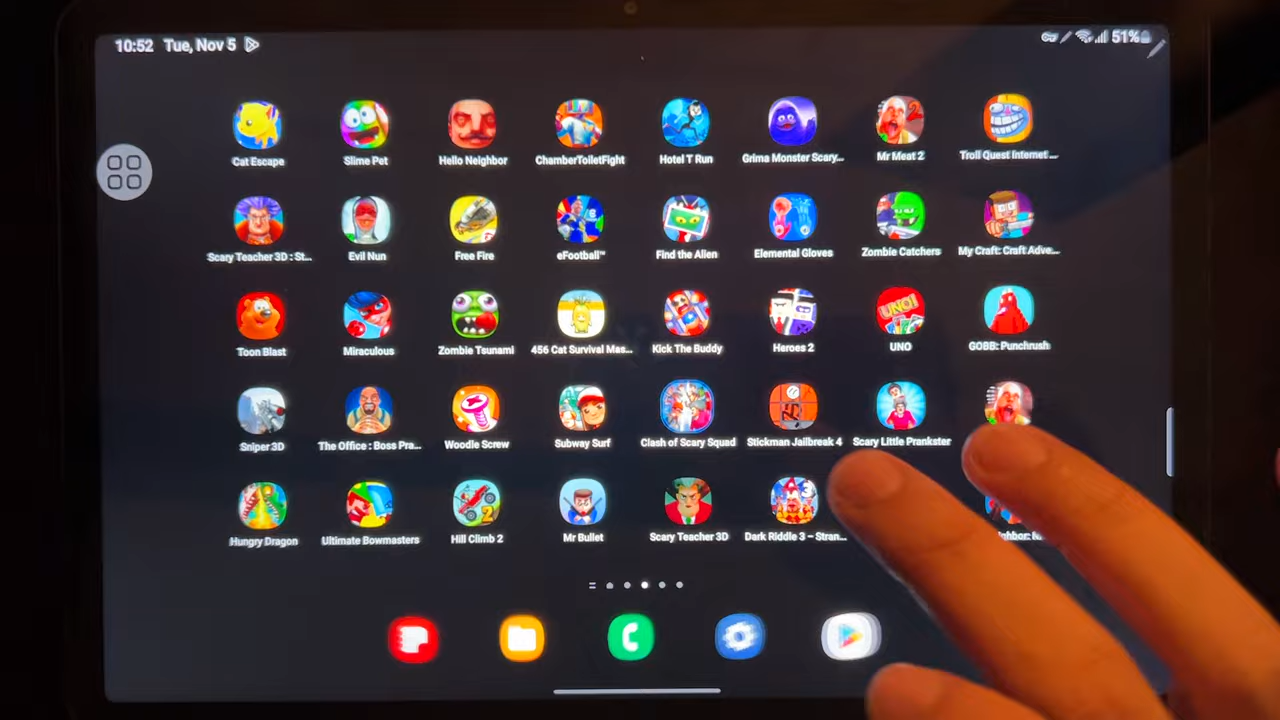 10:52 Tue, Nov 5 51%
Cat Escape Slime Pet Hello Neighbor ChamberToiletFight Hotel T Run Grima Monster Scary... Mr Meat 2 Troll Quest Internet ...
Scary Teacher 3D : St... Evil Nun Free Fire eFootball™ Find the Alien Elemental Gloves Zombie Catchers My Craft: Craft Adve...
UNO!
Toon Blast Miraculous Zombie Tsunami 456 Cat Survival Mas... Kick The Buddy Heroes 2 UNO GOBB: Punchrush
Sniper 3D The Office : Boss Pra... Woodle Screw Subway Surf Clash of Scary Squad Stickman Jailbreak 4 Scary Little Prankster
Hungry Dragon Ultimate Bowmasters Hill Climb 2 Mr Bullet Scary Teacher 3D Dark Riddle 3 – Stran...